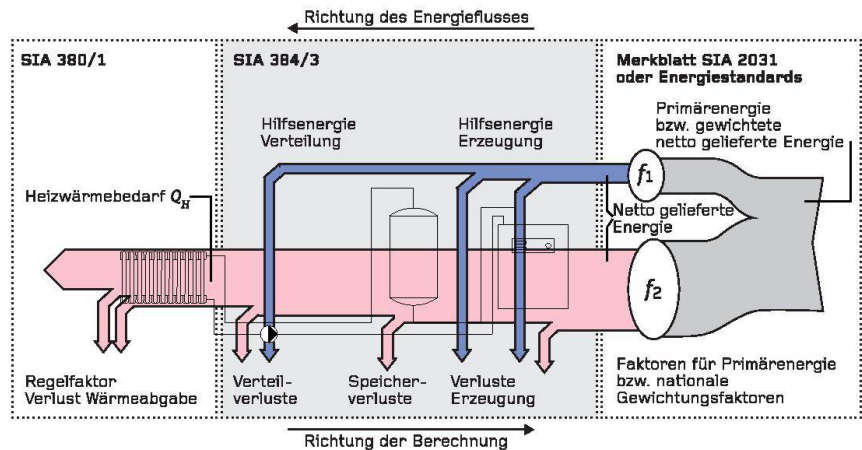 Richtung des Energieflusses
SIA 380/1
SIA 384/3
Merkblatt SIA 2031
oder Energiestandards
Hilfsenergie
Verteilung
Hilfsenergie
Erzeugung
Primärenergie
bzw. gewichtete
netto gelieferte Energie
f1
Heizwärmebedarf QH
Netto gelieferte
Energie
f2
Regelfaktor
Verlust Wärmeabgabe
Verteil-
verluste
Speicher-
verluste
Verluste
Erzeugung
Faktoren für Primärenergie
bzw. nationale
Gewichtungsfaktoren
Richtung der Berechnung